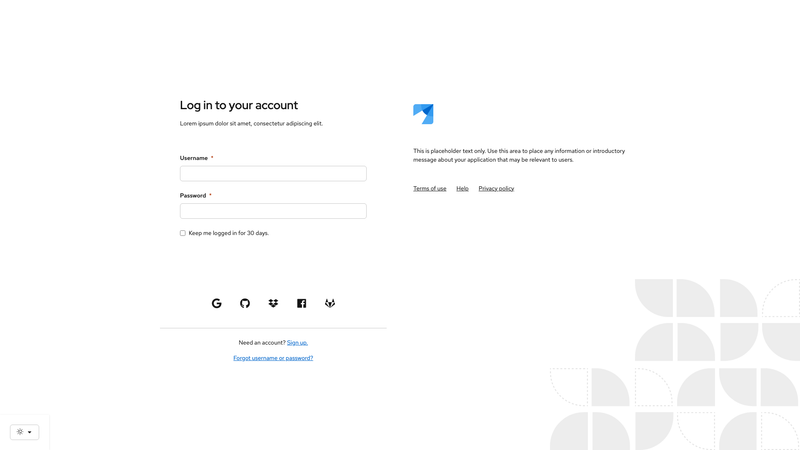 Log in to your account
Lorem ipsum dolor sit amet, consectetur adipiscing elit.
Username *
Password *
Keep me logged in for 30 days.
Need an account? Sign up.
Forgot username or password?
This is placeholder text only. Use this area to place any information or introductory
message about your application that may be relevant to users.
Terms of use Help Privacy policy